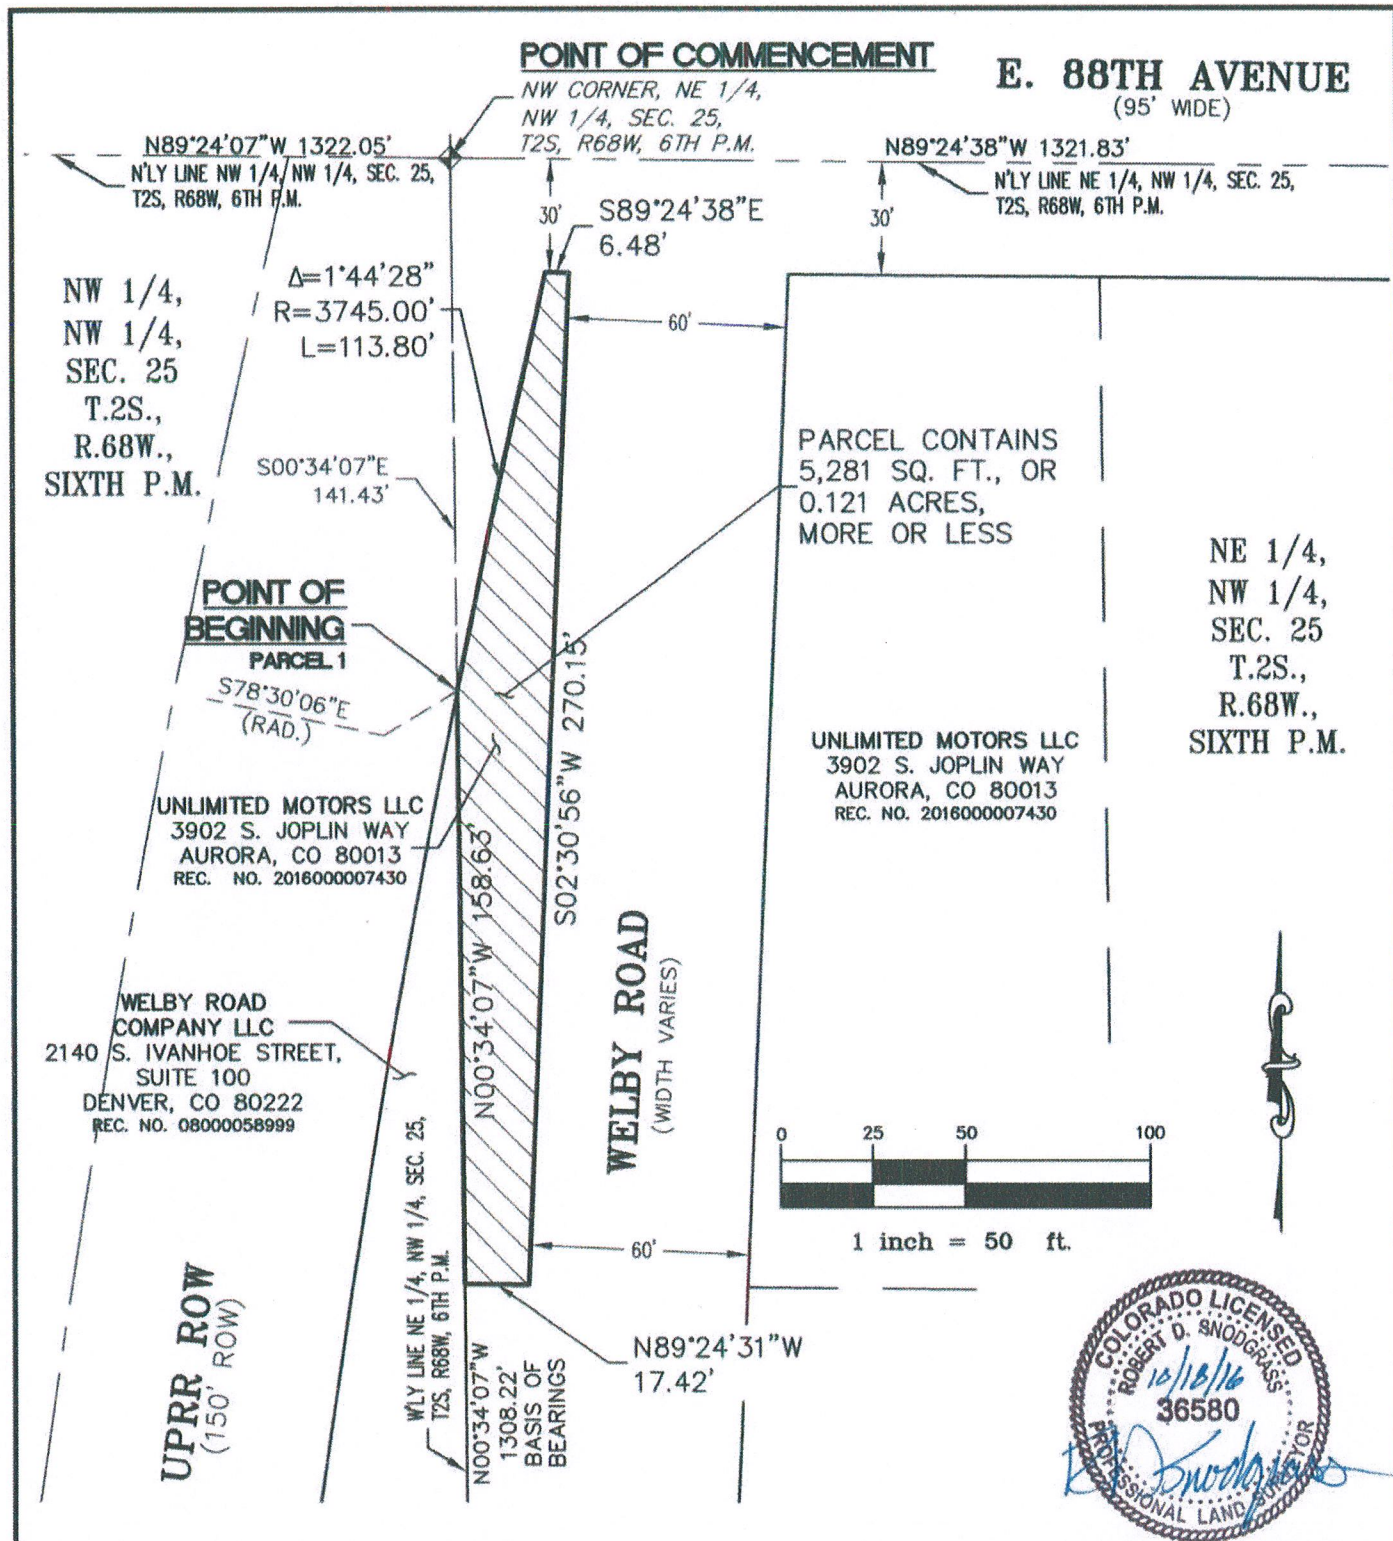 POINT OF COMMENCEMENT
NW CORNER, NE 1/4,
NW 1/4, SEC. 25,
T2S, R68W, 6TH P.M.
E. 88TH AVENUE
(95' WIDE)
N89°24'07"W 1322.05'
N'LY LINE NW 1/4, NW 1/4, SEC. 25,
T2S, R68W, 6TH P.M.
N89°24'38"W 1321.83'
N'LY LINE NE 1/4, NW 1/4, SEC. 25,
T2S, R68W, 6TH P.M.
30'
S89°24'38"E
6.48'
30'
NW 1/4,
NW 1/4,
SEC. 25
T.2S.,
R.68W.,
SIXTH P.M.
Δ=1°44'28"
R=3745.00'
L=113.80'
60'
S00°34'07"E
141.43'
PARCEL CONTAINS
5,281 SQ. FT., OR
0.121 ACRES,
MORE OR LESS
NE 1/4,
NW 1/4,
SEC. 25
T.2S.,
R.68W.,
SIXTH P.M.
POINT OF
BEGINNING
PARCEL 1
S78°30'06"E
(RAD.)
S02°30'56"W 270.15'
N00°34'07"W 158.63'
UNLIMITED MOTORS LLC
3902 S. JOPLIN WAY
AURORA, CO 80013
REC. NO. 2016000007430
UNLIMITED MOTORS LLC
3902 S. JOPLIN WAY
AURORA, CO 80013
REC. NO. 2016000007430
WELBY ROAD
(WIDTH VARIES)
WELBY ROAD
COMPANY LLC
2140 S. IVANHOE STREET,
SUITE 100
DENVER, CO 80222
REC. NO. 08000058999
0 25 50 100
1 inch = 50 ft.
60'
W'LY LINE NE 1/4, NW 1/4, SEC. 25,
T2S, R68W, 6TH P.M.
N00°34'07"W
1308.22'
BASIS OF
BEARINGS
N89°24'31"W
17.42'
UPRR ROW
(150' ROW)
COLORADO LICENSED
ROBERT D. SNODGRASS
10/18/16
36580
PROFESSIONAL LAND SURVEYOR